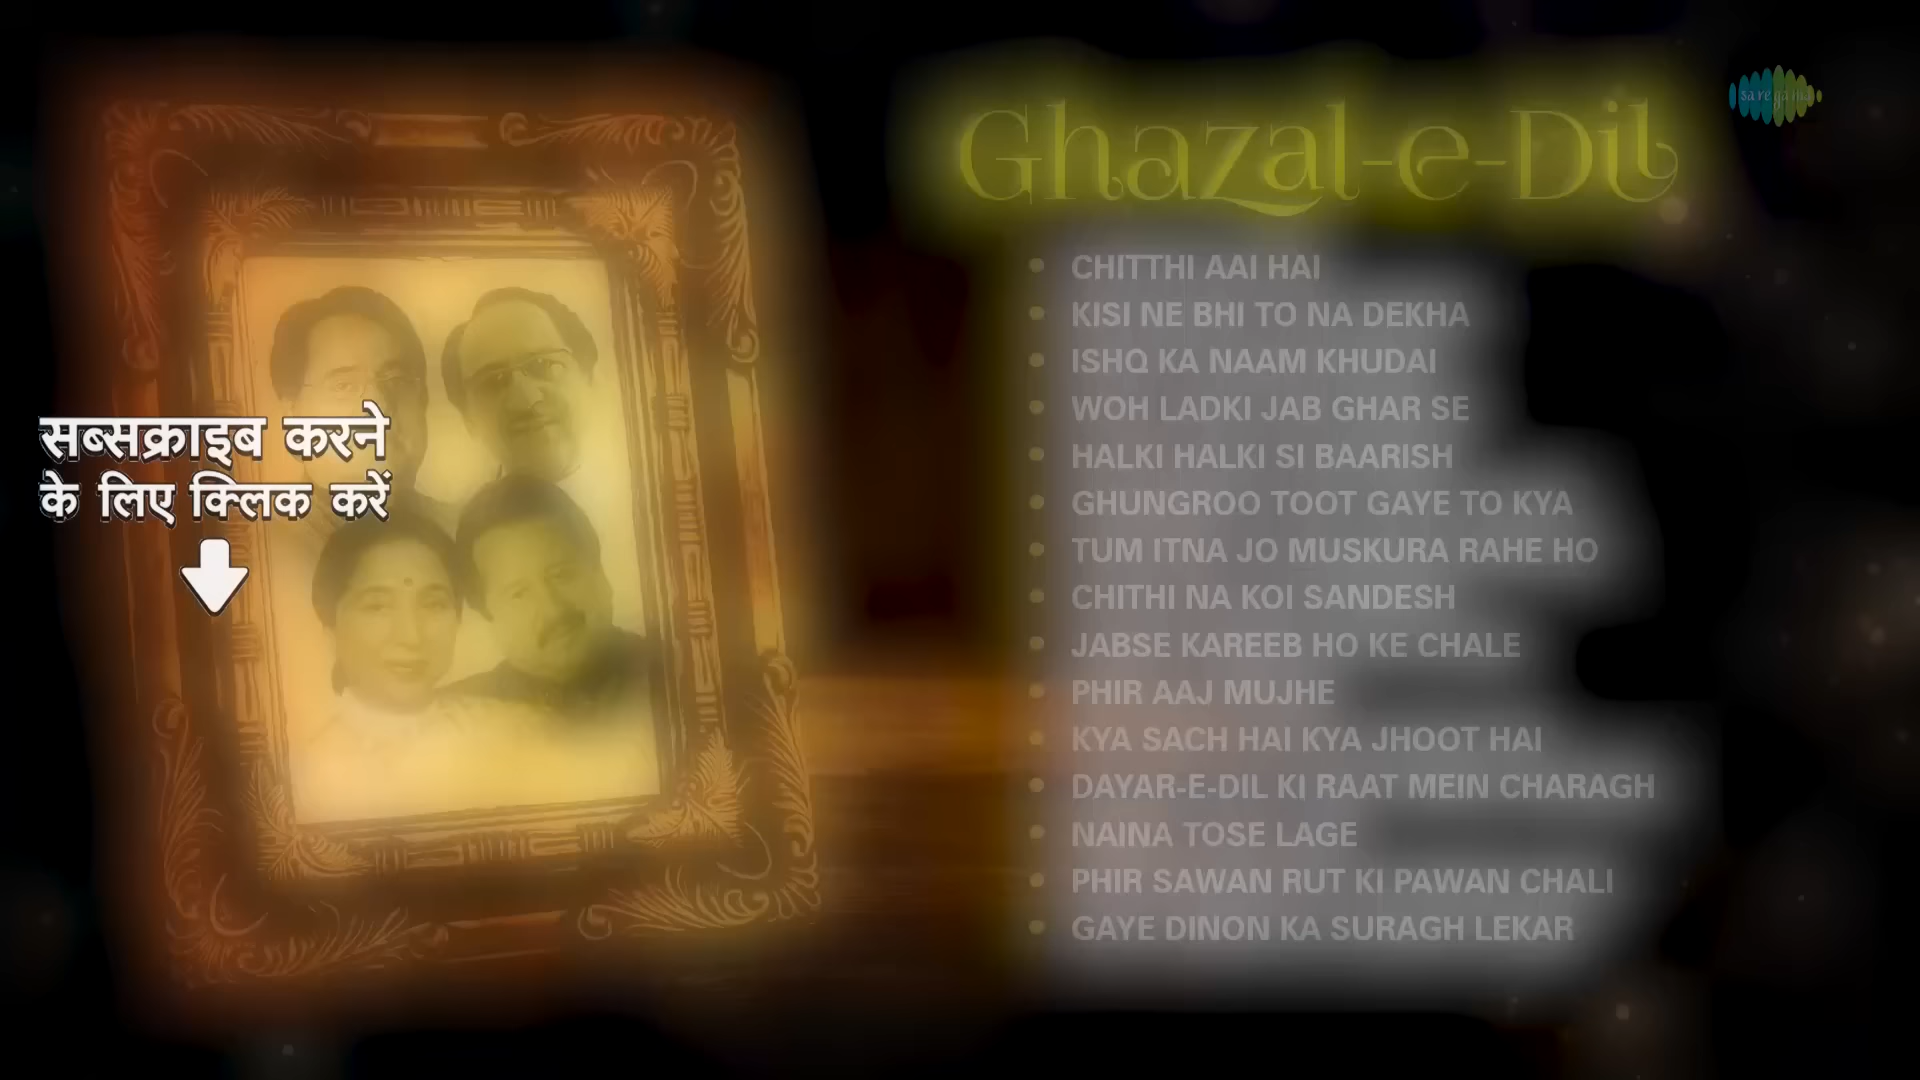 Ghazal-e-Dil
saregama
CHITTHI AAI HAI
KISI NE BHI TO NA DEKHA
ISHQ KA NAAM KHUDAI
WOH LADKI JAB GHAR SE
HALKI HALKI SI BAARISH
GHUNGROO TOOT GAYE TO KYA
TUM ITNA JO MUSKURA RAHE HO
CHITHI NA KOI SANDESH
JABSE KAREEB HO KE CHALE
PHIR AAJ MUJHE
KYA SACH HAI KYA JHOOT HAI
DAYAR-E-DIL KI RAAT MEIN CHARAGH
NAINA TOSE LAGE
PHIR SAWAN RUT KI PAWAN CHALI
GAYE DINON KA SURAGH LEKAR
सब्सक्राइब करने
के लिए क्लिक करें